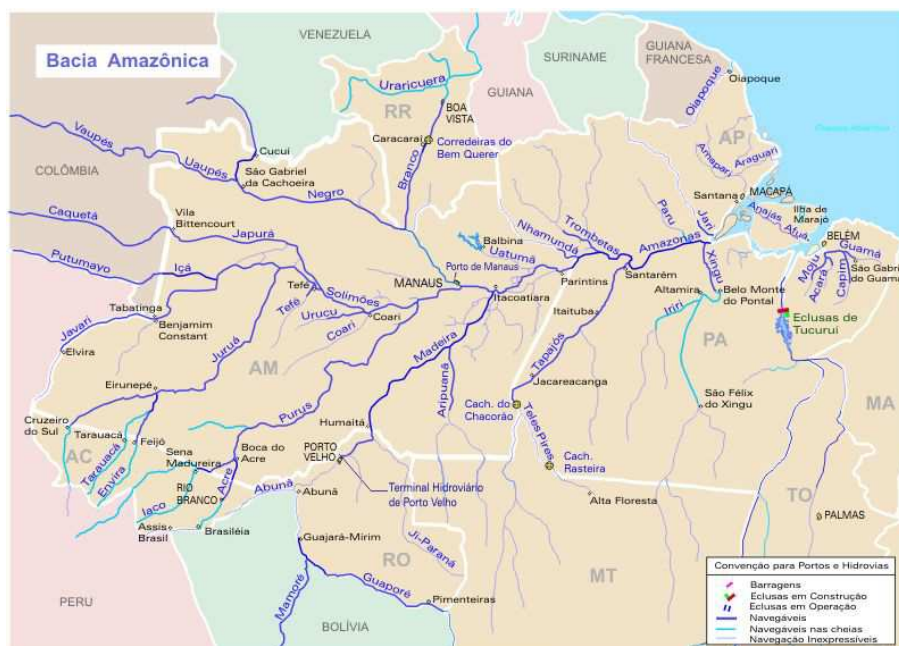 Bacia Amazônica
VENEZUELA
SURINAME
GUIANA
FRANCESA
GUIANA
COLÔMBIA
PERU
BOLÍVIA
RR
AP
AM
PA
MA
AC
RO
MT
TO
Uraricuera
BOA
VISTA
Caracaraí
Corredeiras do
Bem Querer
Branco
Oiapoque
Oiapoque
Amapari
Araguari
Santana
MACAPÁ
Ilha de
Marajó
Anajás
Afuá
BELÉM
Guamá
São Gabriel
do Guamá
Moju
Acará
Capim
Vaupés
Uaupés
Cucuí
São Gabriel
da Cachoeira
Negro
Caquetá
Vila
Bittencourt
Japurá
Putumayo
Içá
Balbina
Uatumã
Nhamundá
Trombetas
Paru
Jari
Amazonas
Xingu
Porto de Manaus
MANAUS
Itacoatiara
Parintins
Santarém
Altamira
Belo Monte
do Pontal
Eclusas de
Tucuruí
Tabatinga
Tefé
Tefé
Solimões
Urucu
Coari
Coari
Javari
Benjamim
Constant
Elvira
Juruá
Madeira
Itaituba
Tapajós
Iriri
Jacareacanga
São Félix
do Xingu
Eirunepé
Purus
Aripuanã
Cach. do
Chacorão
Teles Pires
Cach.
Rasteira
Cruzeiro
do Sul
Tarauacá
Tarauacá
Feijó
Envira
Humaitá
Sena
Madureira
Boca do
Acre
PORTO
VELHO
Iaco
RIO
BRANCO
Acre
Abunã
Abunã
Terminal Hidroviário
de Porto Velho
Alta Floresta
PALMAS
Assis
Brasil
Brasiléia
Guajará-Mirim
Ji-Paraná
Mamoré
Guaporé
Pimenteiras
Convenção para Portos e Hidrovias
Barragens
Eclusas em Construção
Eclusas em Operação
Navegáveis
Navegáveis nas cheias
Navegação Inexpressíveis